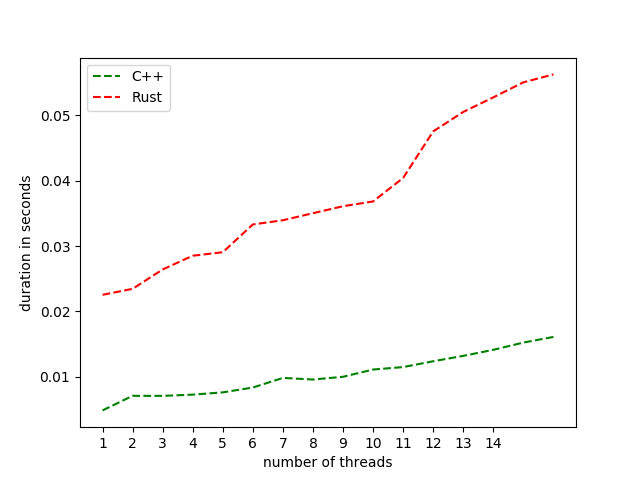 C++
Rust
0.05
0.04
0.03
0.02
0.01
duration in seconds
1 2 3 4 5 6 7 8 9 10 11 12 13 14
number of threads